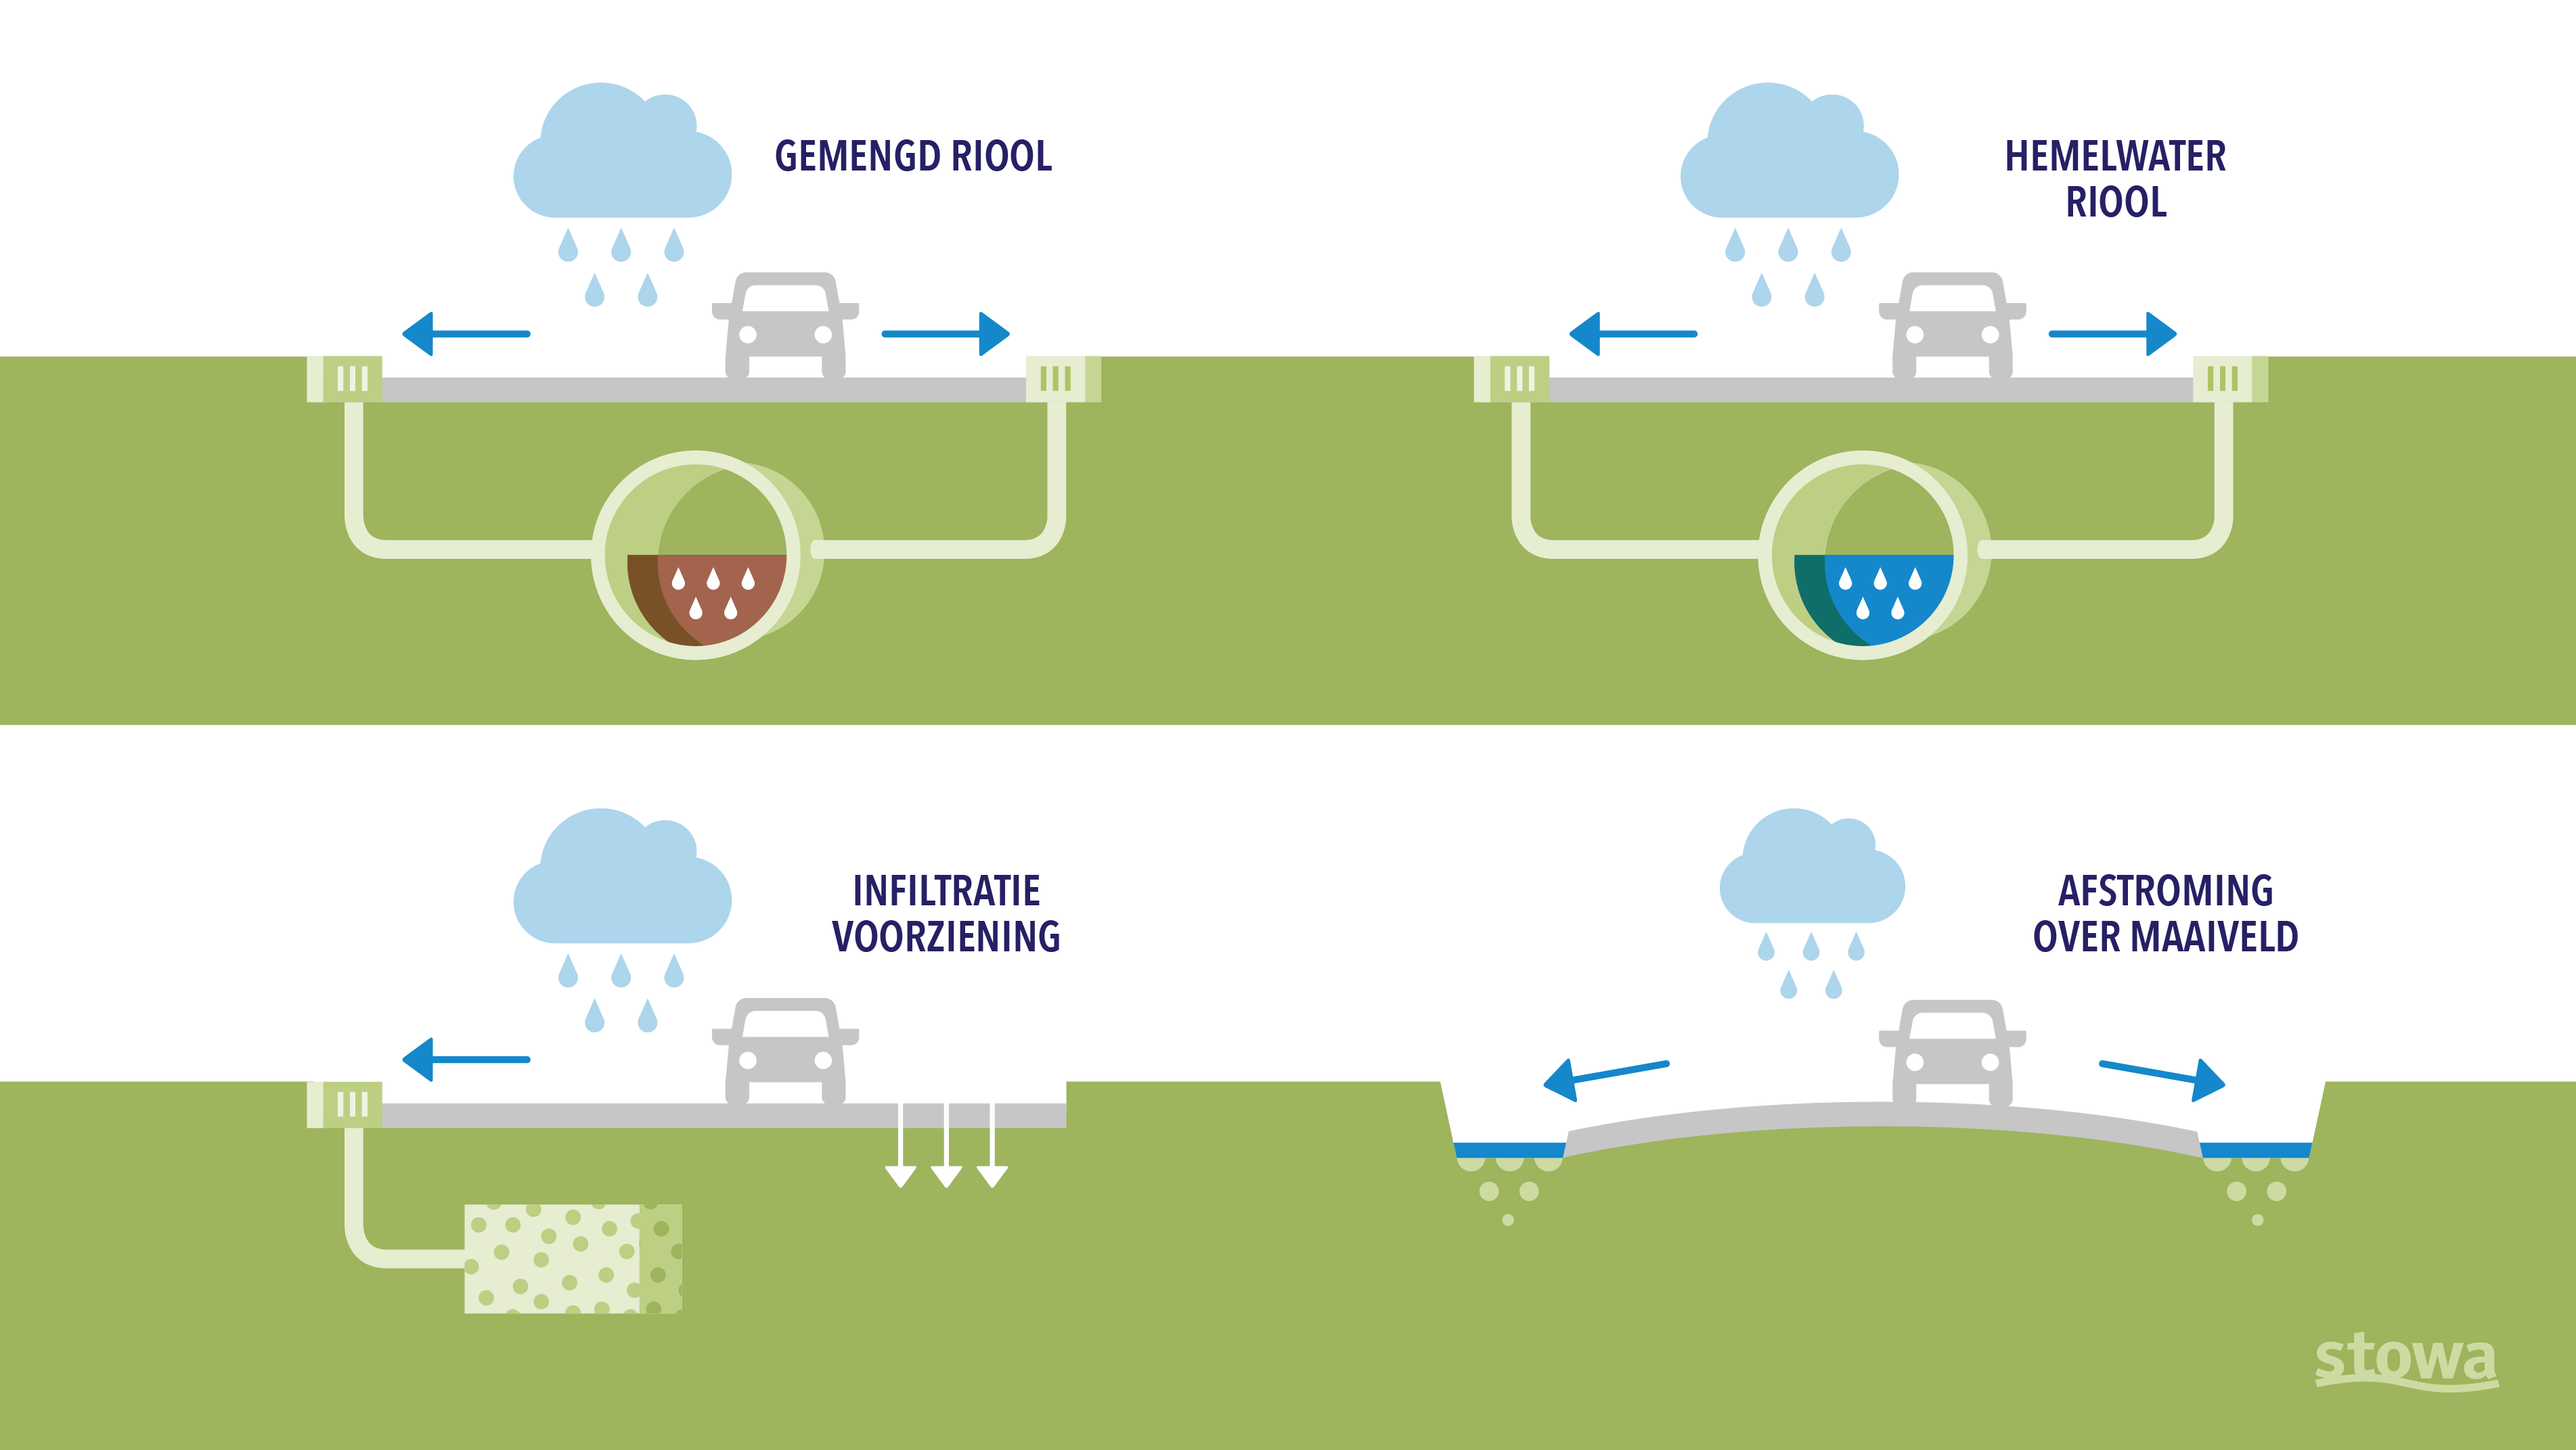 GEMENGD RIOOL
HEMELWATER
RIOOL
INFILTRATIE
VOORZIENING
AFSTROMING
OVER MAAIVELD
stowa